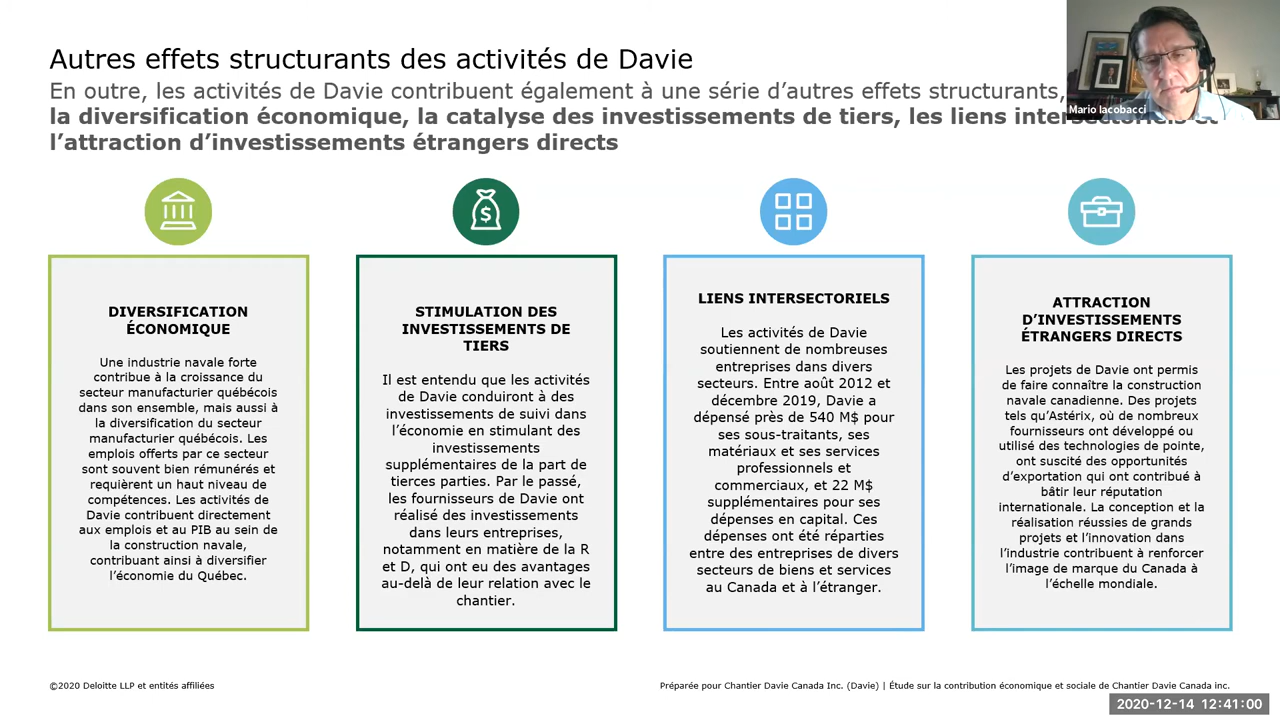 Autres effets structurants des activités de Davie
En outre, les activités de Davie contribuent également à une série d’autres effets structurants,
la diversification économique, la catalyse des investissements de tiers, les liens intersectoriels et
l’attraction d’investissements étrangers directs
Mario Iacobacci
DIVERSIFICATION
ÉCONOMIQUE
Une industrie navale forte
contribue à la croissance du
secteur manufacturier québécois
dans son ensemble, mais aussi à
la diversification du secteur
manufacturier québécois. Les
emplois offerts par ce secteur
sont souvent bien rémunérés et
requièrent un haut niveau de
compétences. Les activités de
Davie contribuent directement
aux emplois et au PIB au sein de
la construction navale,
contribuant ainsi à diversifier
l’économie du Québec.
STIMULATION DES
INVESTISSEMENTS DE
TIERS
Il est entendu que les activités
de Davie conduiront à des
investissements de suivi dans
l’économie en stimulant des
investissements
supplémentaires de la part de
tierces parties. Par le passé,
les fournisseurs de Davie ont
réalisé des investissements
dans leurs entreprises,
notamment en matière de la R
et D, qui ont eu des avantages
au-delà de leur relation avec le
chantier.
LIENS INTERSECTORIELS
Les activités de Davie
soutiennent de nombreuses
entreprises dans divers
secteurs. Entre août 2012 et
décembre 2019, Davie a
dépensé près de 540 M$ pour
ses sous-traitants, ses
matériaux et ses services
professionnels et
commerciaux, et 22 M$
supplémentaires pour ses
dépenses en capital. Ces
dépenses ont été réparties
entre des entreprises de divers
secteurs de biens et services
au Canada et à l’étranger.
ATTRACTION
D’INVESTISSEMENTS
ÉTRANGERS DIRECTS
Les projets de Davie ont permis
de faire connaître la construction
navale canadienne. Des projets
tels qu’Astérix, où de nombreux
fournisseurs ont développé ou
utilisé des technologies de pointe,
ont suscité des opportunités
d’exportation qui ont contribué à
bâtir leur réputation
internationale. La conception et la
réalisation réussies de grands
projets et l’innovation dans
l’industrie contribuent à renforcer
l’image de marque du Canada à
l’échelle mondiale.
©2020 Deloitte LLP et entités affiliées
Préparée pour Chantier Davie Canada Inc. (Davie) | Étude sur la contribution économique et sociale de Chantier Davie Canada inc.
2020-12-14 12:41:00